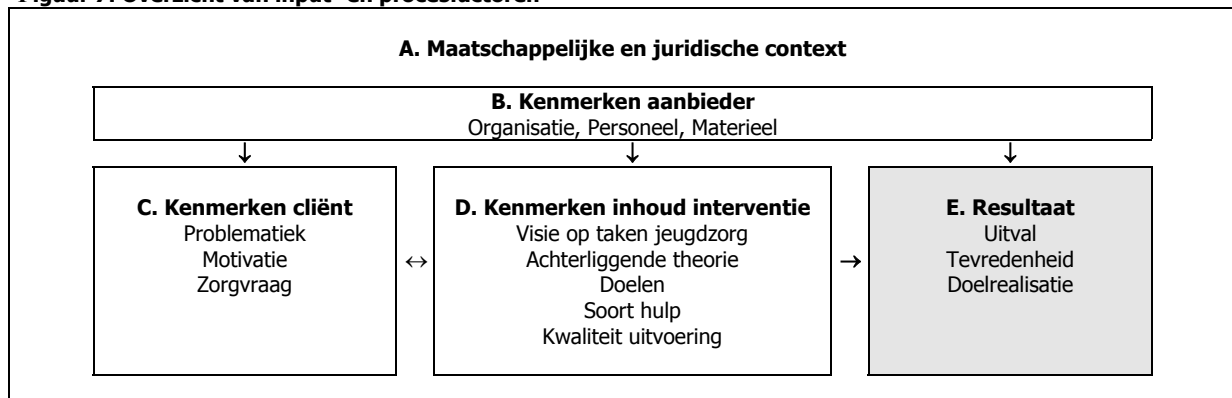 Figuur 7: Overzicht van input- en procesfactoren
A. Maatschappelijke en juridische context
B. Kenmerken aanbieder
Organisatie, Personeel, Materieel
↓ ↓ ↓
C. Kenmerken cliënt
Problematiek
Motivatie
Zorgvraag
↔
D. Kenmerken inhoud interventie
Visie op taken jeugdzorg
Achterliggende theorie
Doelen
Soort hulp
Kwaliteit uitvoering
→
E. Resultaat
Uitval
Tevredenheid
Doelrealisatie